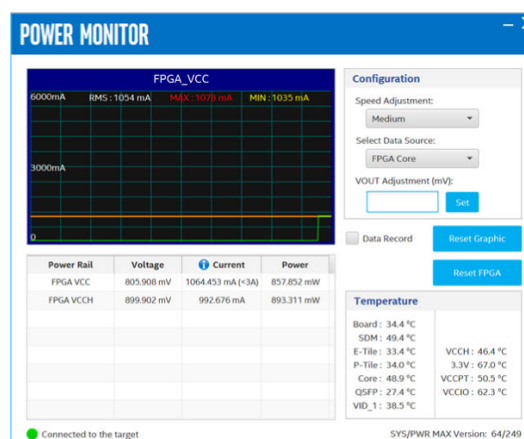 POWER MONITOR
FPGA_VCC
6000mA RMS : 1054 mA MAX : 1078 mA MIN : 1035 mA
3000mA
0
Power Rail Voltage Current Power
FPGA VCC 805.908 mV 1064.453 mA (<3A) 857.852 mW
FPGA VCCH 899.902 mV 992.676 mA 893.311 mW
Connected to the target
Configuration
Speed Adjustment:
Medium
Select Data Source:
FPGA Core
VOUT Adjustment (mV):
Set
Data Record Reset Graphic
Reset FPGA
Temperature
Board : 34.4 °C
SDM : 49.4 °C
E-Tile : 33.4 °C VCCH : 46.4 °C
P-Tile : 34.0 °C 3.3V : 67.0 °C
Core : 48.9 °C VCCPT : 50.5 °C
QSFP : 27.4 °C VCCIO : 62.3 °C
VID_1 : 38.5 °C
SYS/PWR MAX Version: 64/249